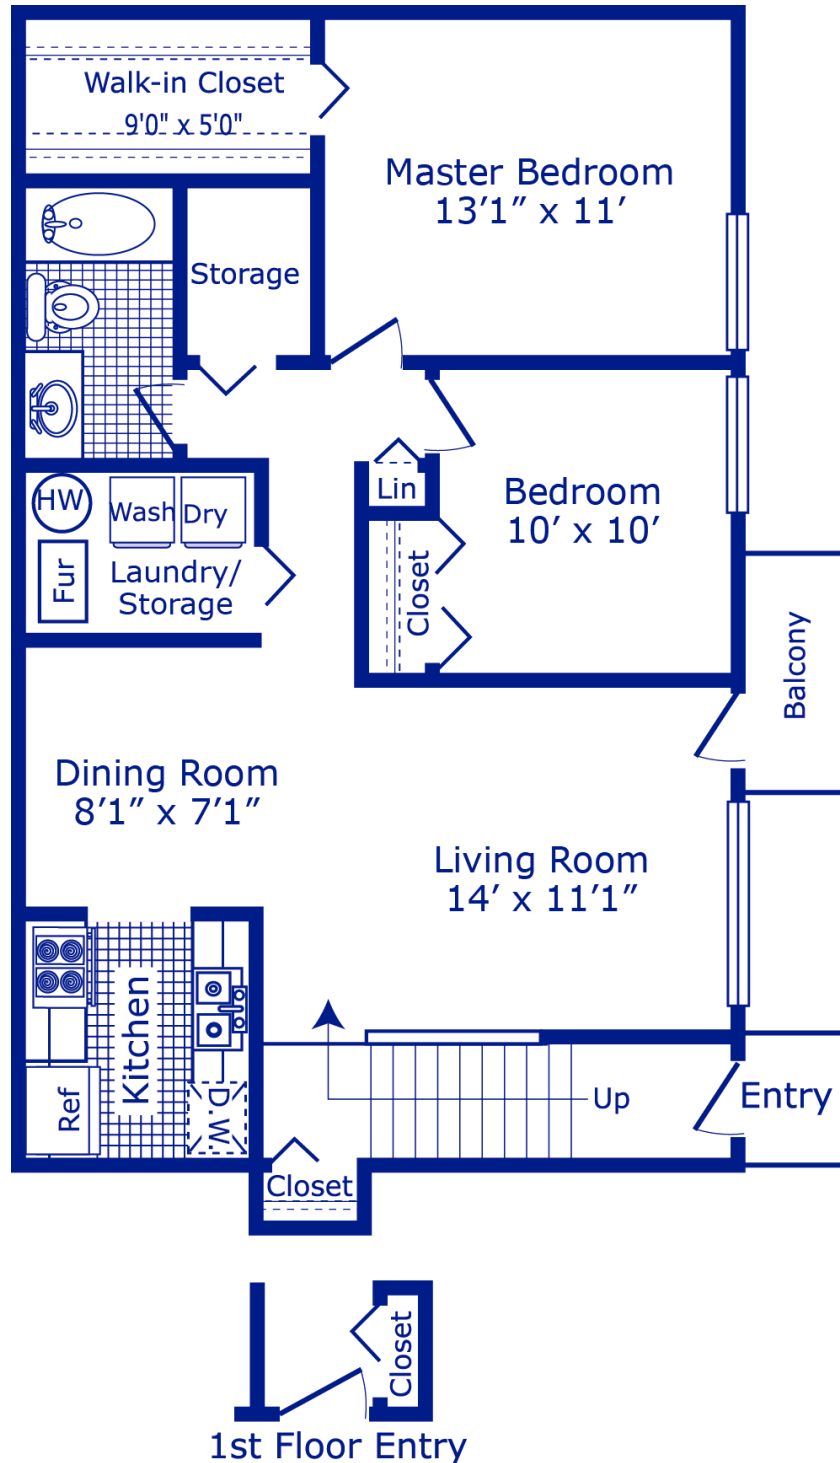 Walk-in Closet
9'0" x 5'0"
Master Bedroom
13’1” x 11’
Storage
Lin
Bedroom
10’ x 10’
HW
Wash
Dry
Fur
Laundry/
Storage
Closet
Balcony
Dining Room
8’1” x 7’1”
Living Room
14’ x 11’1”
Kitchen
Ref
D.W.
Up
Entry
Closet
Closet
1st Floor Entry